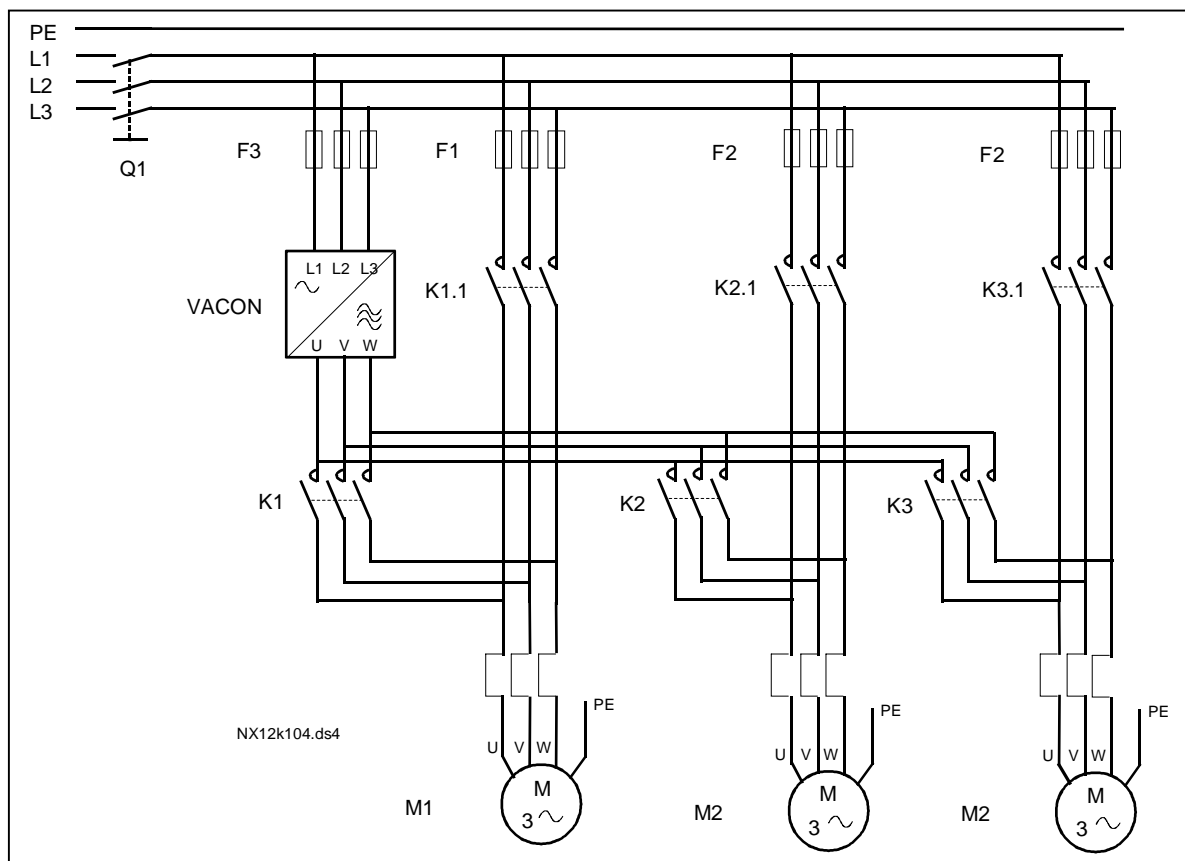 PE
L1
L2
L3
Q1
F3
F1
F2
F2
L1 L2 L3
VACON
U V W
K1.1
K2.1
K3.1
K1
K2
K3
PE
PE
PE
NX12k104.ds4
U V W
U V W
U V W
M
3
M
3
M
3
M1
M2
M2